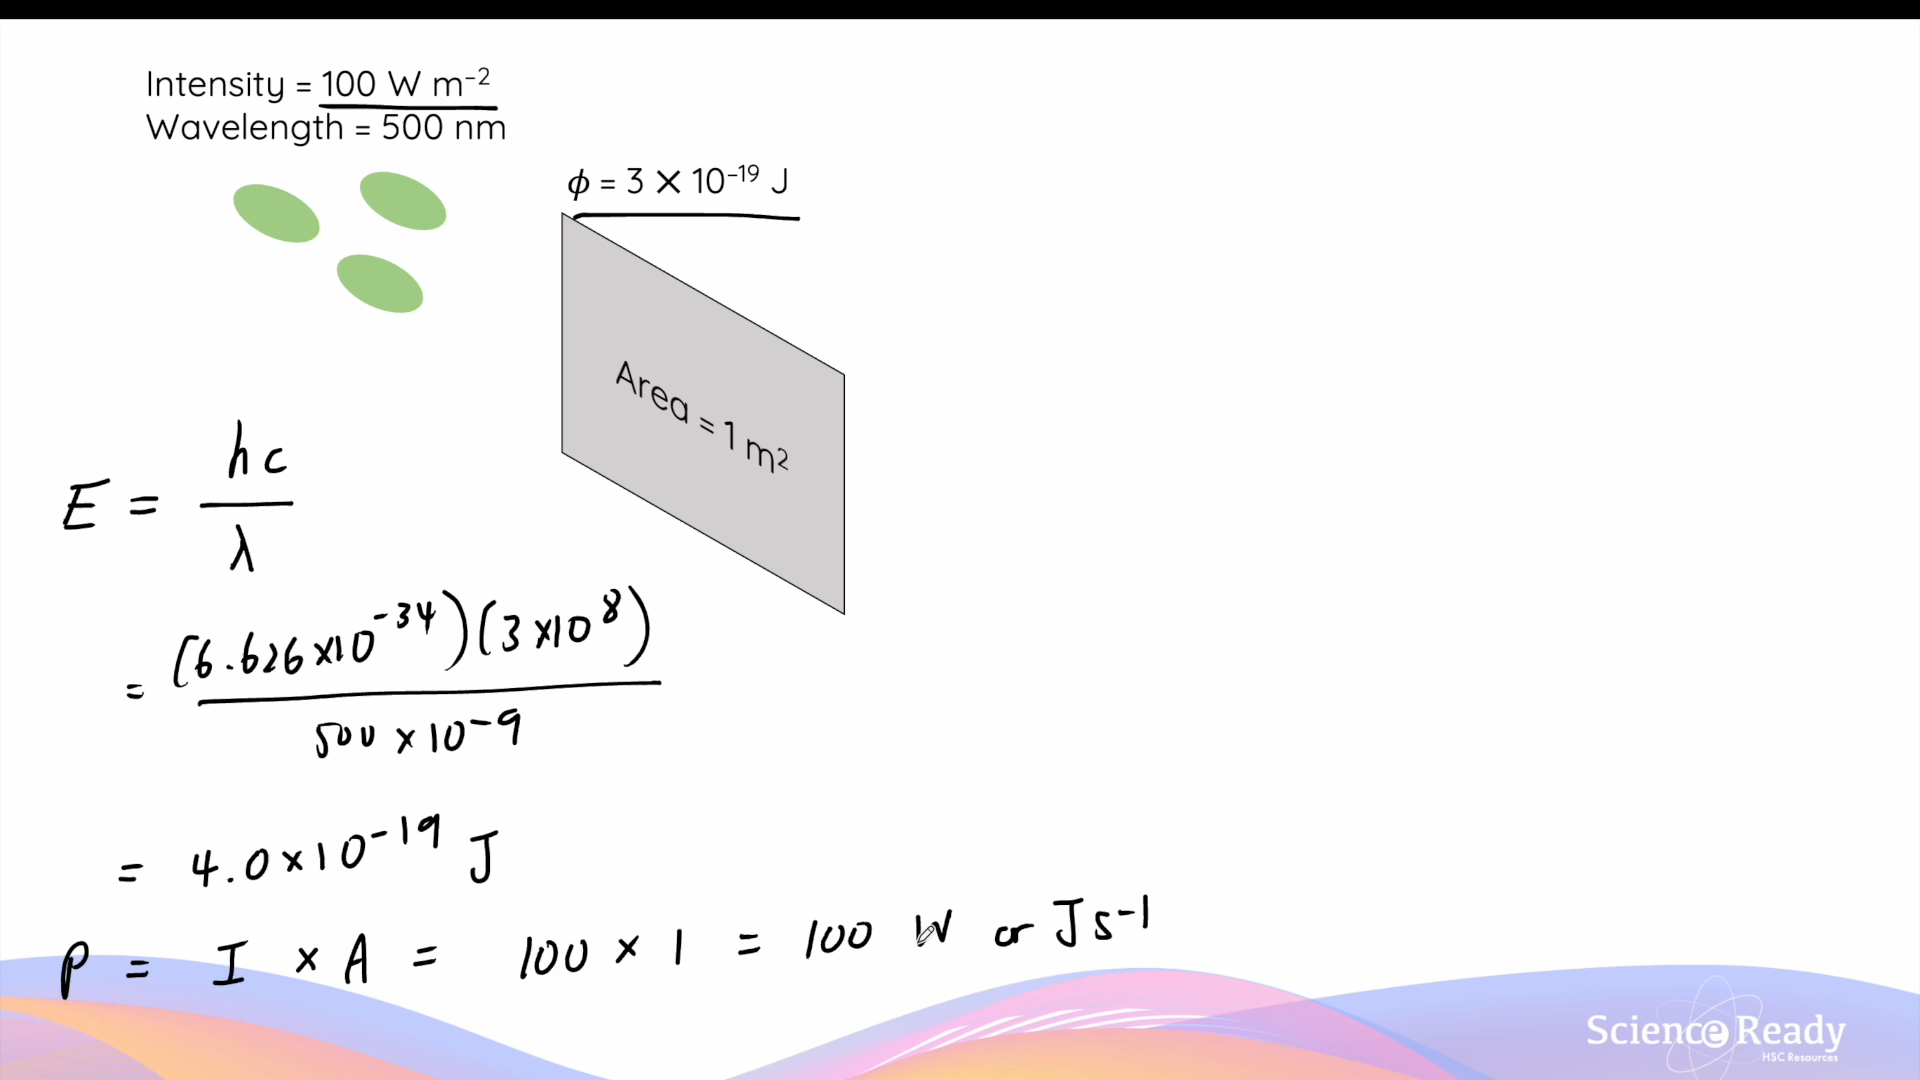 Intensity = 100 W m⁻²
Wavelength = 500 nm
ϕ = 3 × 10⁻¹⁹ J
Area = 1 m²
E = hc / λ
= (6.626×10⁻³⁴)(3×10⁸) / 500×10⁻⁹
= 4.0×10⁻¹⁹ J
P = I × A = 100 × 1 = 100 W or Js⁻¹
Science Ready
HSC Resources